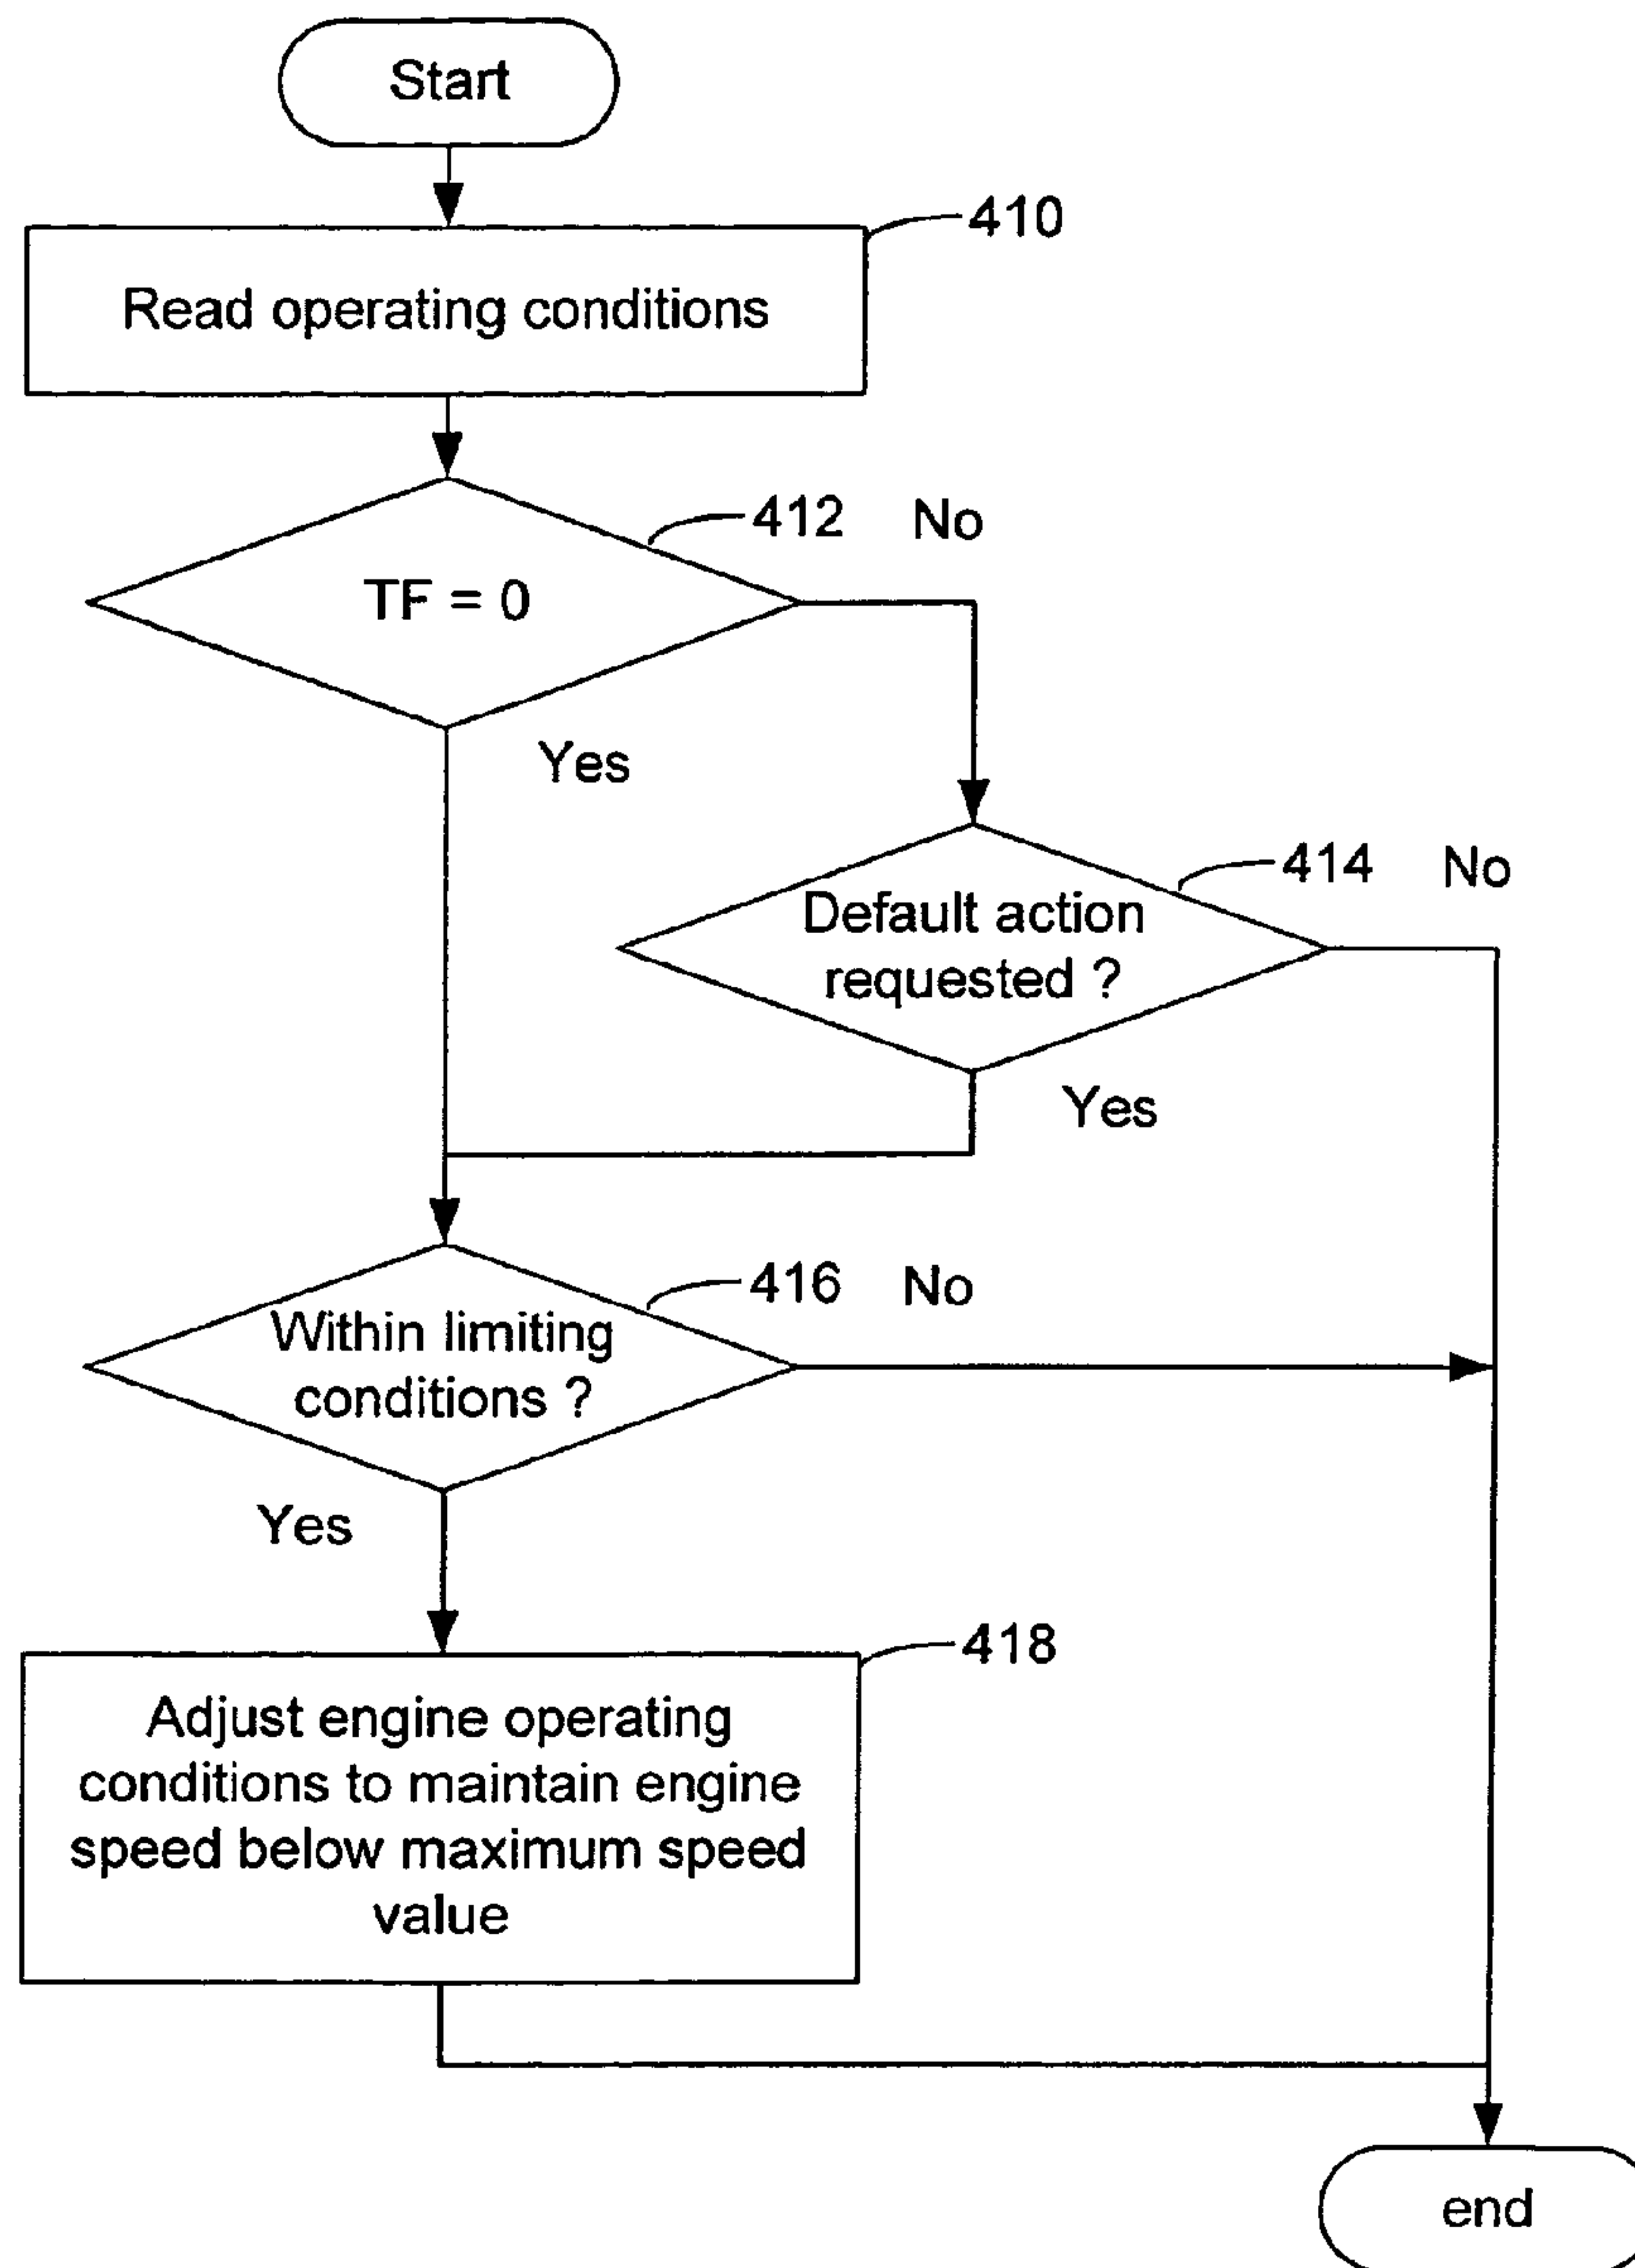 Start
410
Read operating conditions
412 No
TF = 0
Yes
414 No
Default action
requested ?
Yes
416 No
Within limiting
conditions ?
Yes
418
Adjust engine operating
conditions to maintain engine
speed below maximum speed
value
end